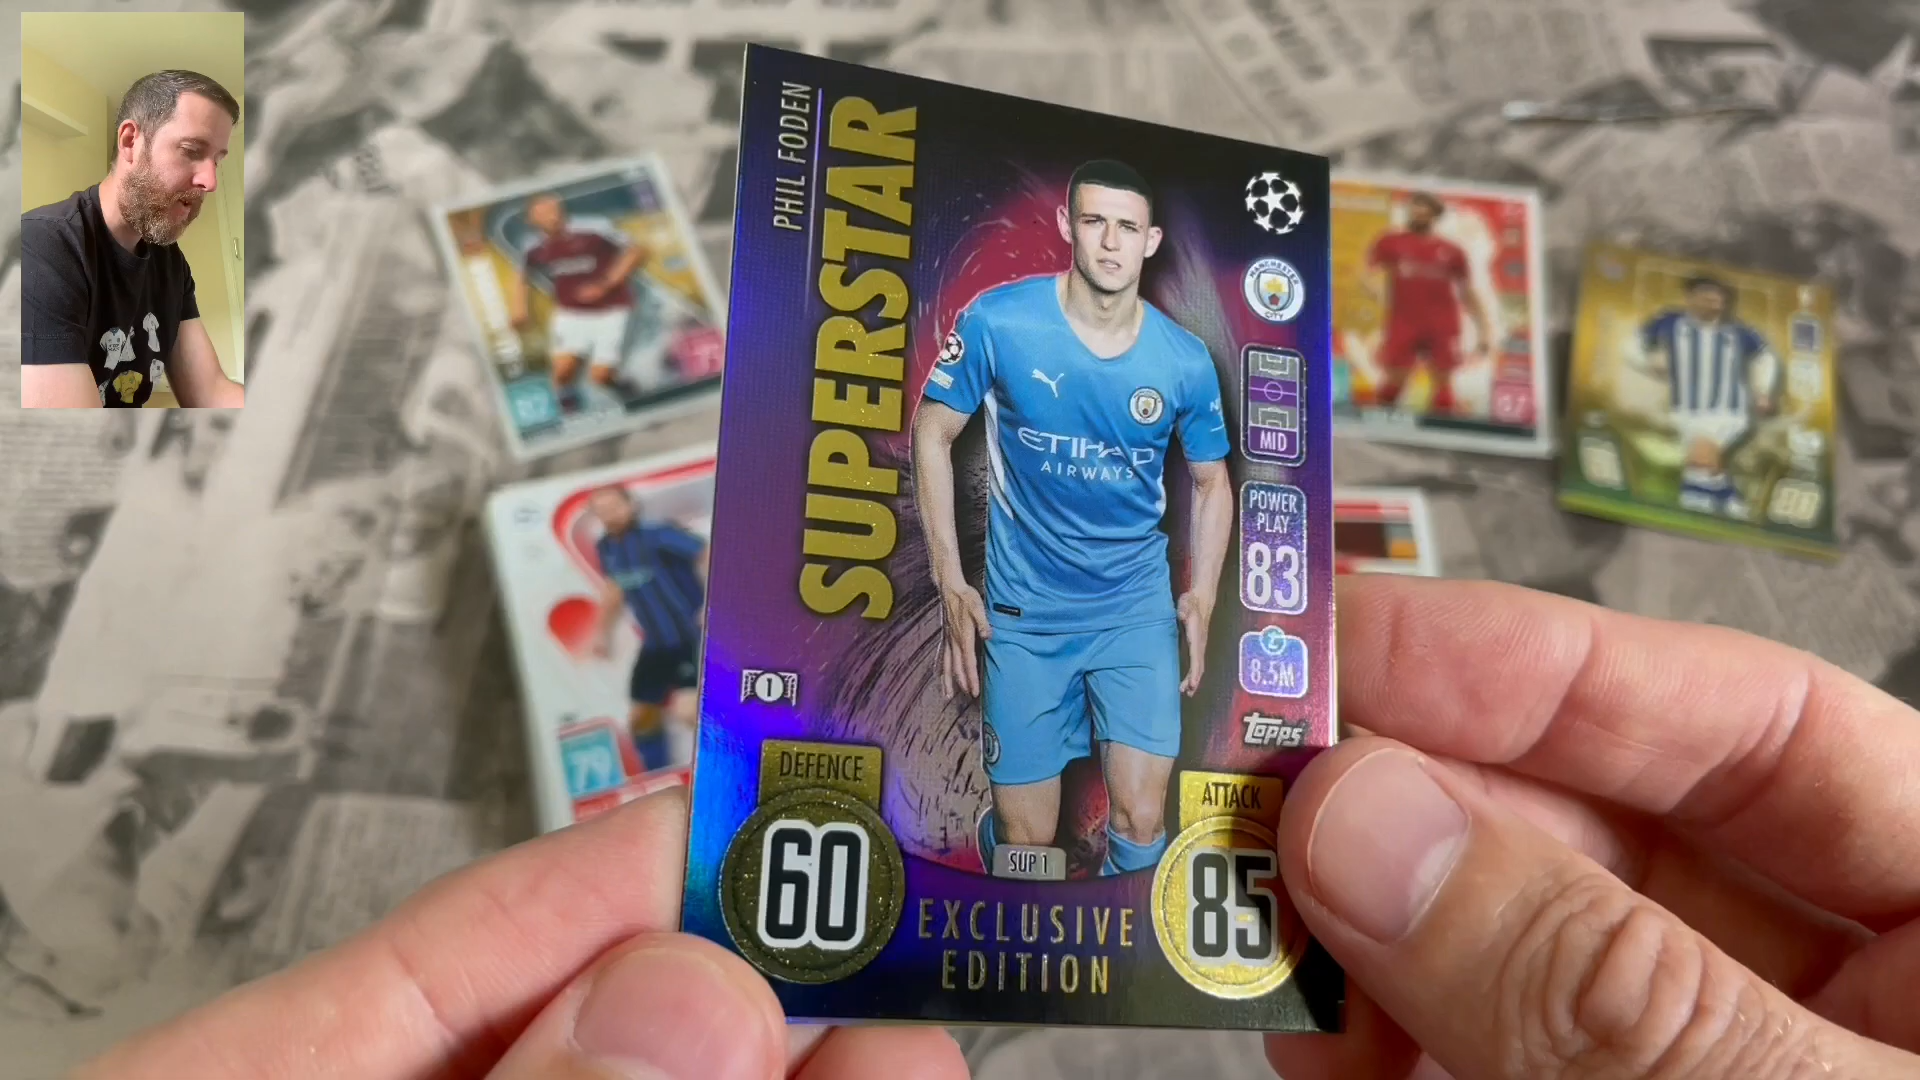 PHIL FODEN
SUPERSTAR
MANCHESTER
CITY
MID
POWER
PLAY
83
8.5M
topps
ETIHAD
AIRWAYS
1
DEFENCE
60
ATTACK
85
SUP 1
EXCLUSIVE
EDITION
79